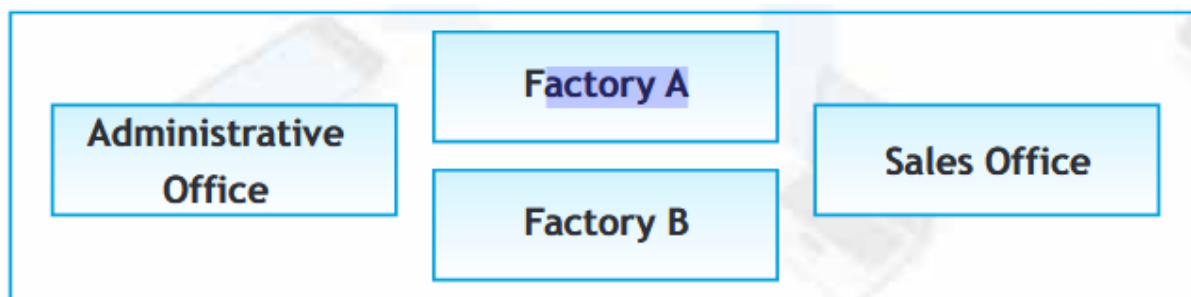 Administrative
Office
Factory A
Factory B
Sales Office